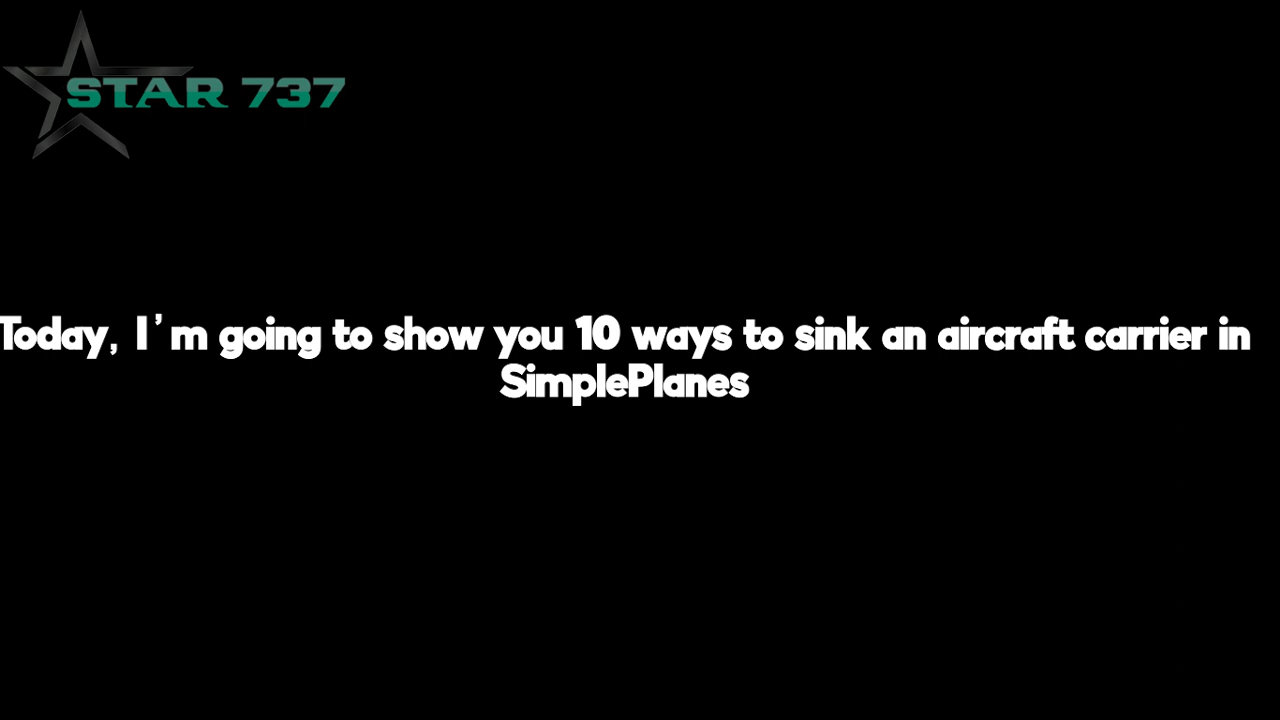 STAR 737
Today, I'm going to show you 10 ways to sink an aircraft carrier in
SimplePlanes